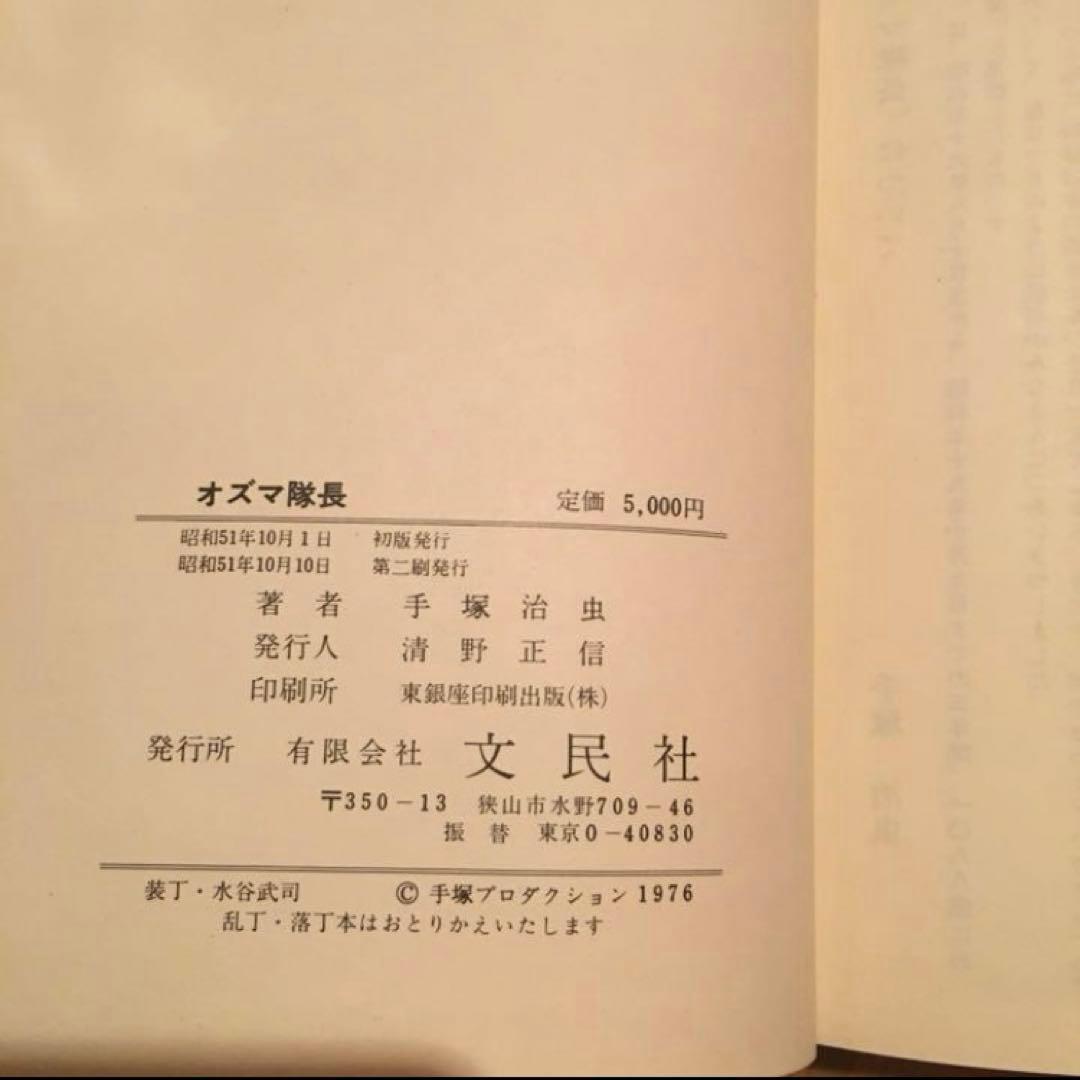 オズマ隊長 定価 5,000円
昭和51年10月1日 初版発行
昭和51年10月10日 第二刷発行
著者 手塚治虫
発行人 清野正信
印刷所 東銀座印刷出版(株)
発行所 有限会社 文民社
〒350-13 狭山市水野709-46
振替 東京0-40830
装丁・水谷武司 © 手塚プロダクション 1976
乱丁・落丁本はおとりかえいたします